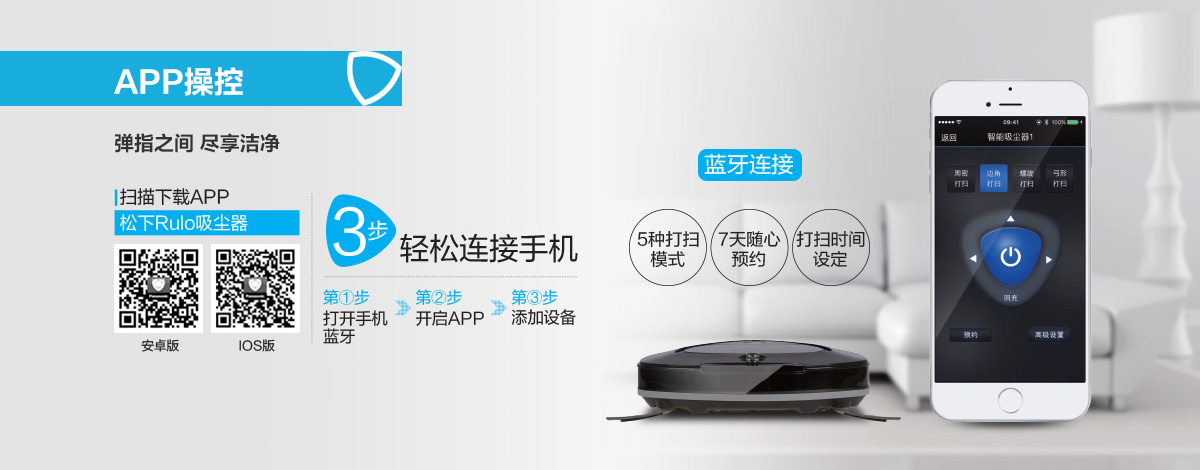 APP操控
弹指之间 尽享洁净
扫描下载APP
松下Rulo吸尘器
安卓版
IOS版
3步
轻松连接手机
第①步
打开手机
蓝牙
第②步
开启APP
第③步
添加设备
蓝牙连接
5种打扫
模式
7天随心
预约
打扫时间
设定
09:41
100%
返回
智能吸尘器1
周密
打扫
边角
打扫
螺旋
打扫
弓形
打扫
回充
预约
高级设置